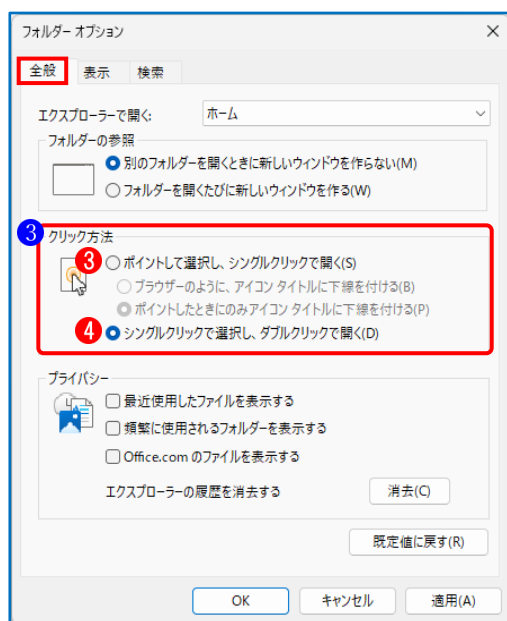 フォルダー オプション
全般 表示 検索
エクスプローラーで開く: ホーム
フォルダーの参照
別のフォルダーを開くときに新しいウィンドウを作らない(M)
フォルダーを開くたびに新しいウィンドウを作る(W)
3 クリック方法
3 ポイントして選択し、シングルクリックで開く(S)
ブラウザーのように、アイコン タイトルに下線を付ける(B)
ポイントしたときにのみアイコン タイトルに下線を付ける(P)
4 シングルクリックで選択し、ダブルクリックで開く(D)
プライバシー
最近使用したファイルを表示する
頻繁に使用されるフォルダーを表示する
Office.com のファイルを表示する
エクスプローラーの履歴を消去する 消去(C)
既定値に戻す(R)
OK キャンセル 適用(A)